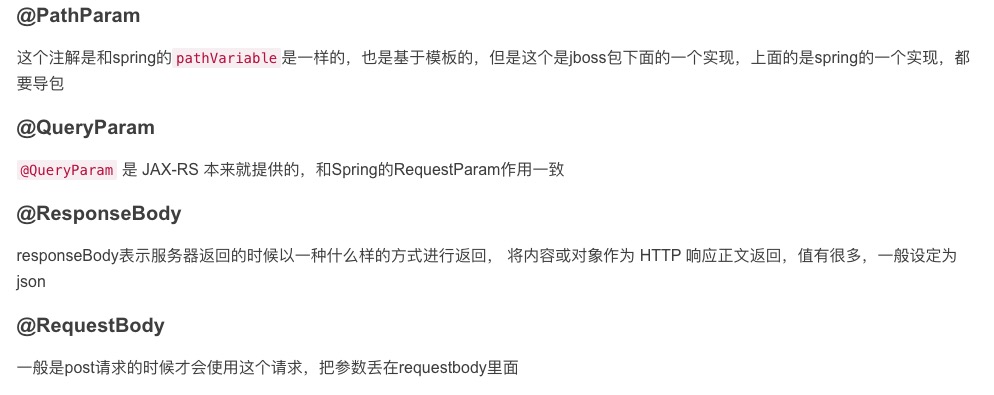 @PathParam
这个注解是和spring的pathVariable是一样的，也是基于模板的，但是这个是jboss包下面的一个实现，上面的是spring的一个实现，都
要导包
@QueryParam
@QueryParam 是 JAX-RS 本来就提供的，和Spring的RequestParam作用一致
@ResponseBody
responseBody表示服务器返回的时候以一种什么样的方式进行返回， 将内容或对象作为 HTTP 响应正文返回，值有很多，一般设定为
json
@RequestBody
一般是post请求的时候才会使用这个请求，把参数丢在requestbody里面